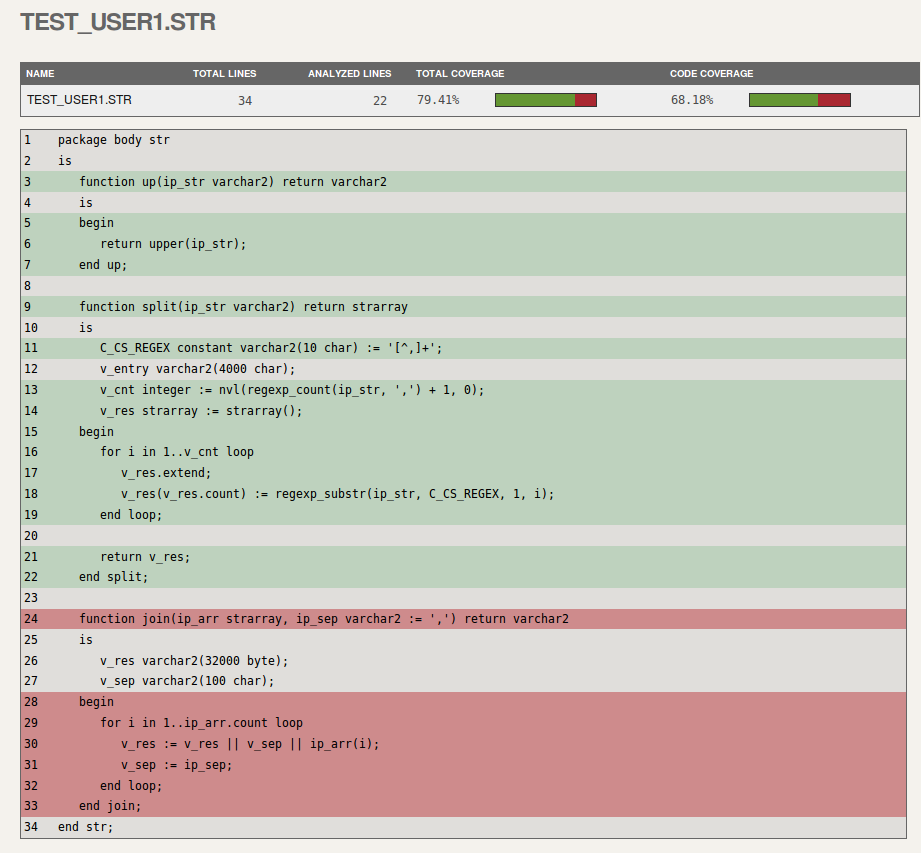 TEST_USER1.STR
NAME TOTAL LINES ANALYZED LINES TOTAL COVERAGE CODE COVERAGE
TEST_USER1.STR 34 22 79.41% 68.18%
1 package body str
2 is
3 function up(ip_str varchar2) return varchar2
4 is
5 begin
6 return upper(ip_str);
7 end up;
8
9 function split(ip_str varchar2) return strarray
10 is
11 C_CS_REGEX constant varchar2(10 char) := '[^,]+';
12 v_entry varchar2(4000 char);
13 v_cnt integer := nvl(regexp_count(ip_str, ',') + 1, 0);
14 v_res strarray := strarray();
15 begin
16 for i in 1..v_cnt loop
17 v_res.extend;
18 v_res(v_res.count) := regexp_substr(ip_str, C_CS_REGEX, 1, i);
19 end loop;
20
21 return v_res;
22 end split;
23
24 function join(ip_arr strarray, ip_sep varchar2 := ',') return varchar2
25 is
26 v_res varchar2(32000 byte);
27 v_sep varchar2(100 char);
28 begin
29 for i in 1..ip_arr.count loop
30 v_res := v_res || v_sep || ip_arr(i);
31 v_sep := ip_sep;
32 end loop;
33 end join;
34 end str;